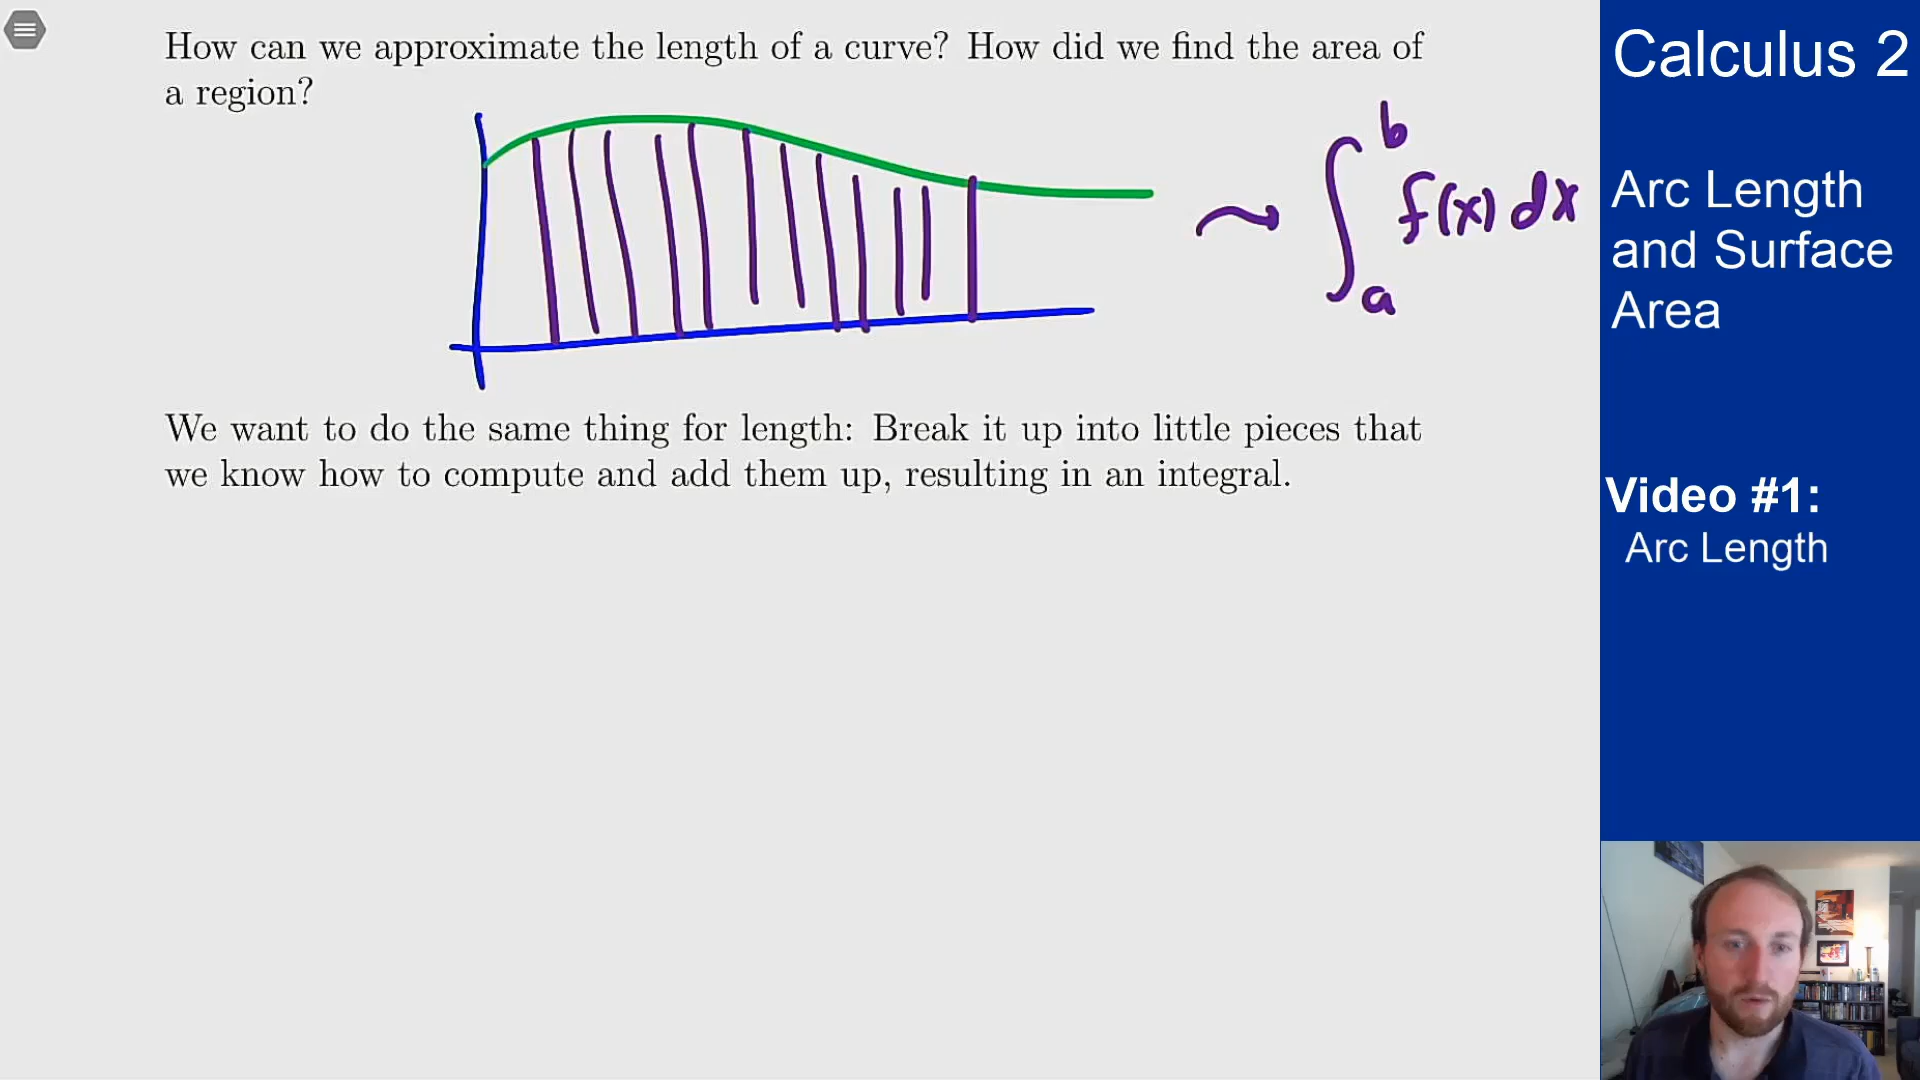 How can we approximate the length of a curve? How did we find the area of
a region?
∫_a^b f(x) dx
We want to do the same thing for length: Break it up into little pieces that
we know how to compute and add them up, resulting in an integral.
Calculus 2
Arc Length
and Surface
Area
Video #1:
Arc Length